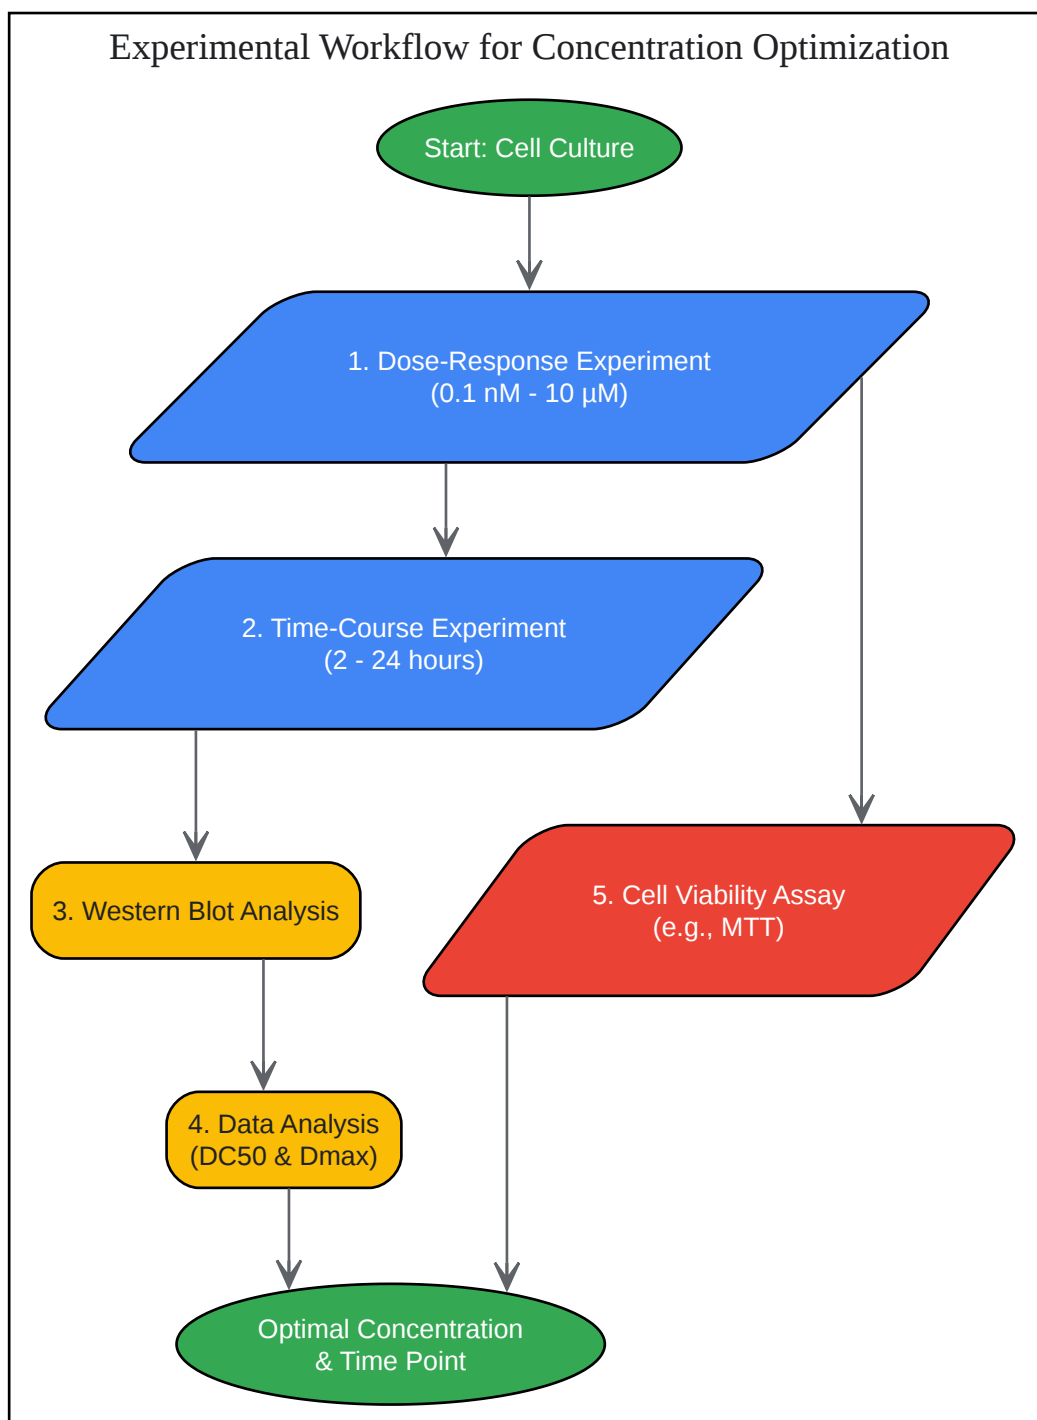 Experimental Workflow for Concentration Optimization
Start: Cell Culture
1. Dose-Response Experiment
(0.1 nM - 10 µM)
2. Time-Course Experiment
(2 - 24 hours)
3. Western Blot Analysis
5. Cell Viability Assay
(e.g., MTT)
4. Data Analysis
(DC50 & Dmax)
Optimal Concentration
& Time Point